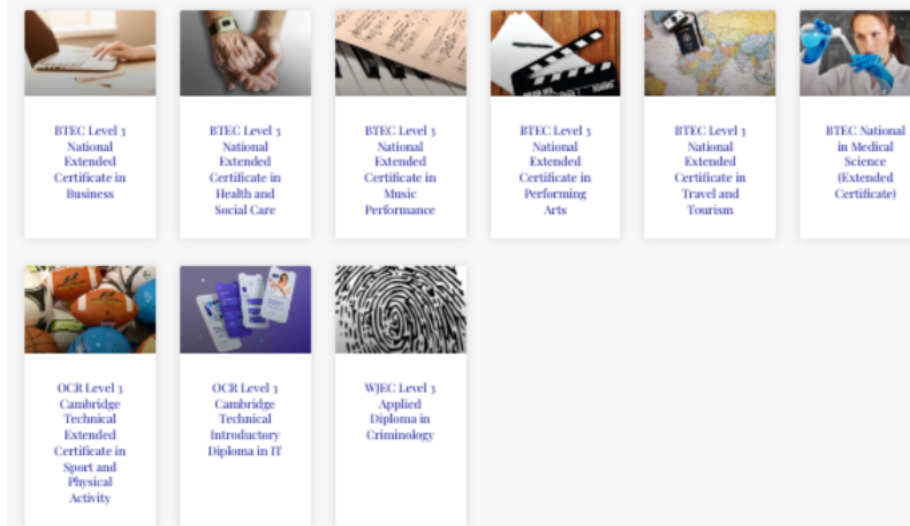 BTEC Level 3
National
Extended
Certificate in
Business
BTEC Level 3
National
Extended
Certificate in
Health and
Social Care
BTEC Level 3
National
Extended
Certificate in
Music
Performance
BTEC Level 3
National
Extended
Certificate in
Performing
Arts
BTEC Level 3
National
Extended
Certificate in
Travel and
Tourism
BTEC National
in Medical
Science
(Extended
Certificate)
OCR Level 3
Cambridge
Technical
Extended
Certificate in
Sport and
Physical
Activity
OCR Level 3
Cambridge
Technical
Introductory
Diploma in IT
WJEC Level 3
Applied
Diploma in
Criminology